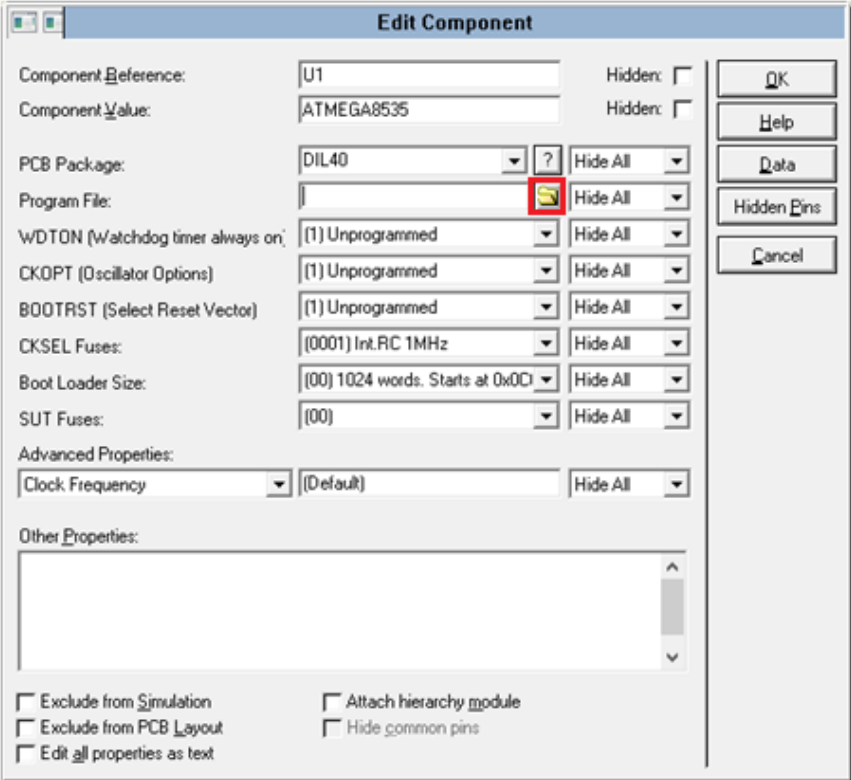 Edit Component
Component Reference: U1 Hidden: OK
Component Value: ATMEGA8535 Hidden: Help
PCB Package: DIL40 ? Hide All Data
Program File: Hide All Hidden Pins
WDTON (Watchdog timer always on) (1) Unprogrammed Hide All
CKOPT (Oscillator Options) (1) Unprogrammed Hide All Cancel
BOOTRST (Select Reset Vector) (1) Unprogrammed Hide All
CKSEL Fuses: (0001) Int.RC 1MHz Hide All
Boot Loader Size: (00) 1024 words. Starts at 0x0C Hide All
SUT Fuses: (00) Hide All
Advanced Properties:
Clock Frequency (Default) Hide All
Other Properties:
Exclude from Simulation Attach hierarchy module
Exclude from PCB Layout Hide common pins
Edit all properties as text